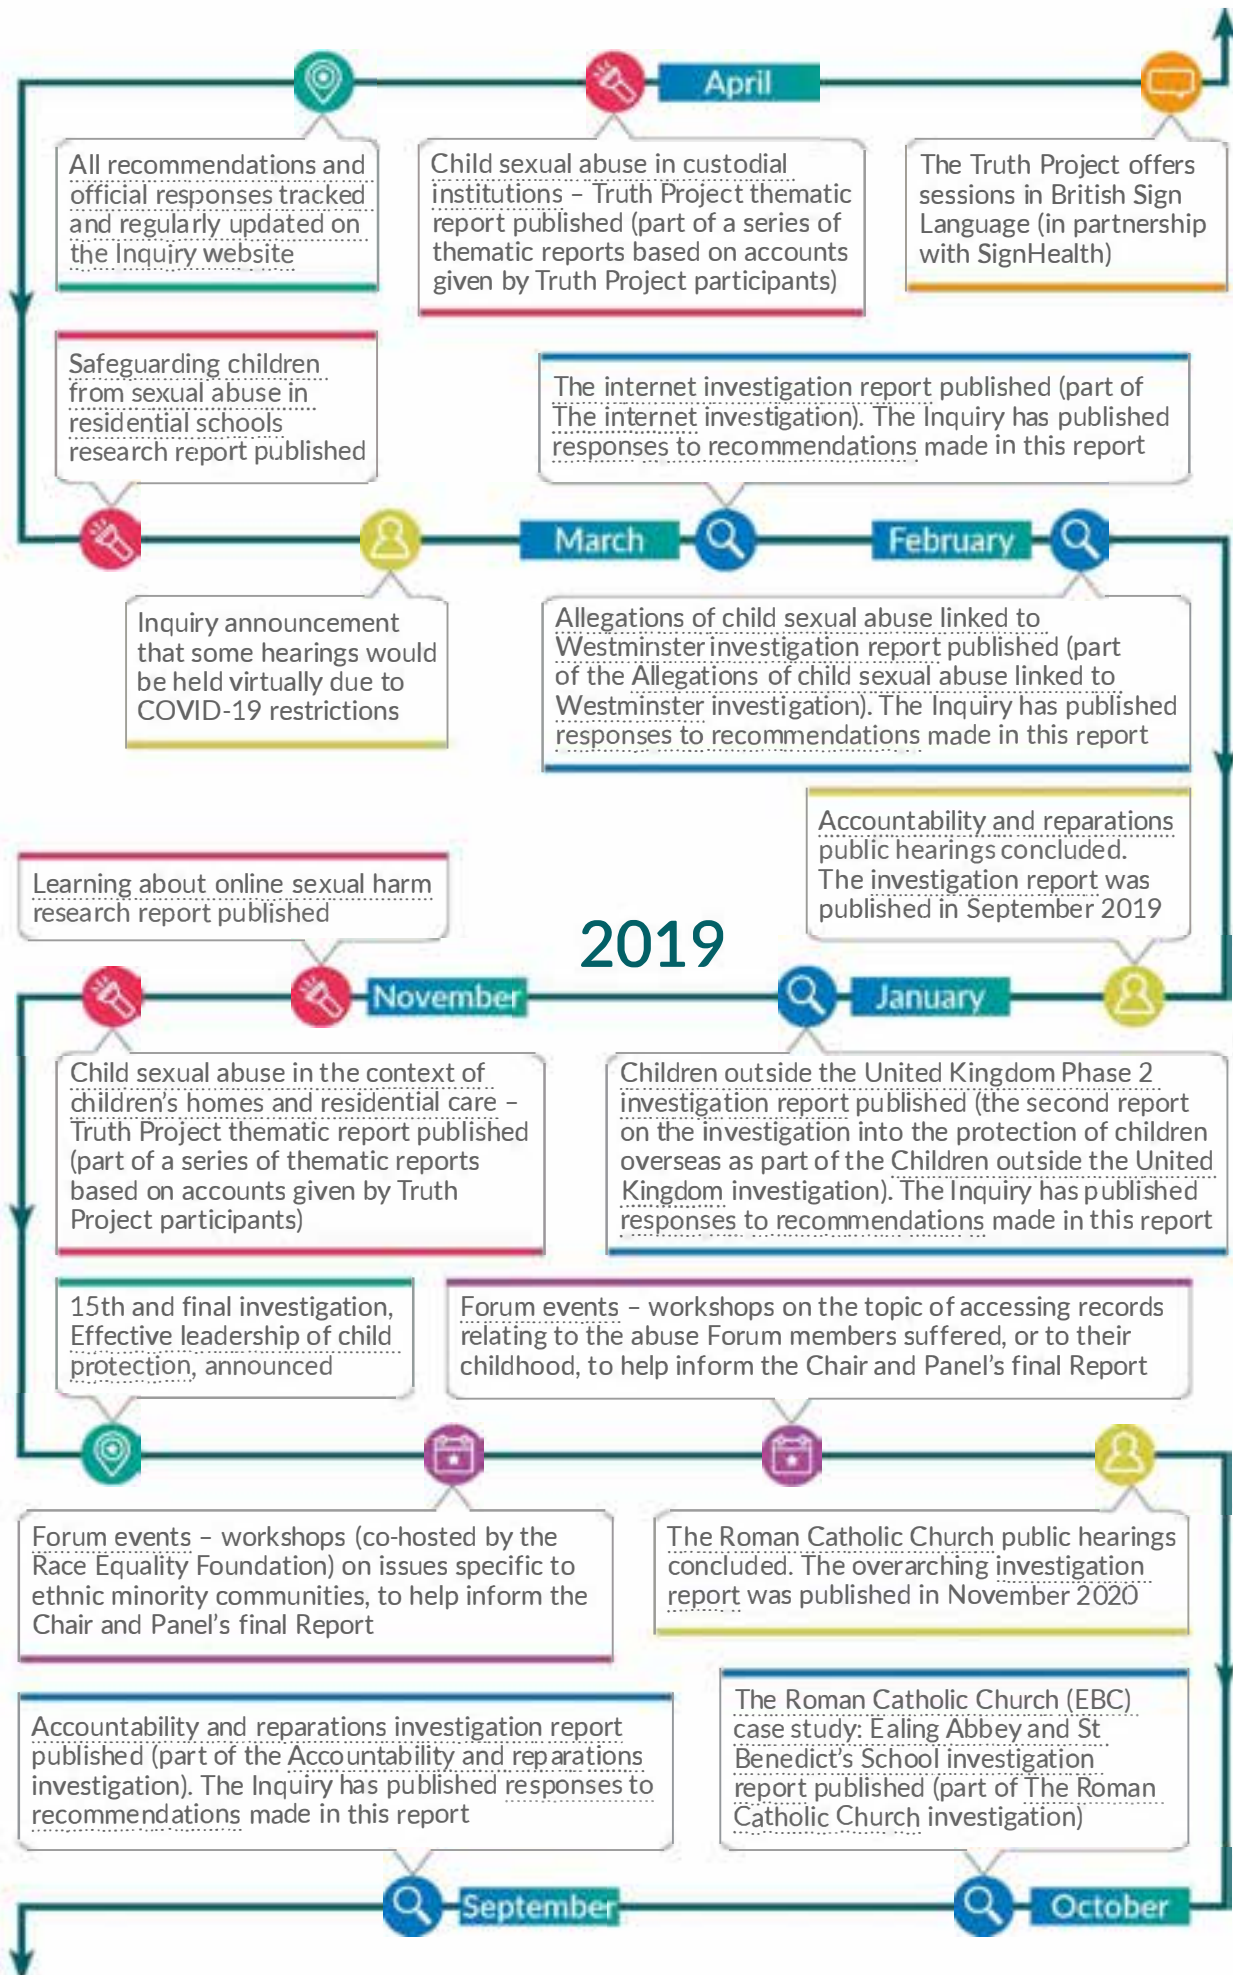 April
All recommendations and
official responses tracked
and regularly updated on
the Inquiry website
Child sexual abuse in custodial
institutions – Truth Project thematic
report published (part of a series of
thematic reports based on accounts
given by Truth Project participants)
The Truth Project offers
sessions in British Sign
Language (in partnership
with SignHealth)
Safeguarding children
from sexual abuse in
residential schools
research report published
The internet investigation report published (part of
The internet investigation). The Inquiry has published
responses to recommendations made in this report
March
February
Inquiry announcement
that some hearings would
be held virtually due to
COVID-19 restrictions
Allegations of child sexual abuse linked to
Westminster investigation report published (part
of the Allegations of child sexual abuse linked to
Westminster investigation). The Inquiry has published
responses to recommendations made in this report
Accountability and reparations
public hearings concluded.
The investigation report was
published in September 2019
Learning about online sexual harm
research report published
2019
November
January
Child sexual abuse in the context of
children's homes and residential care –
Truth Project thematic report published
(part of a series of thematic reports
based on accounts given by Truth
Project participants)
Children outside the United Kingdom Phase 2
investigation report published (the second report
on the investigation into the protection of children
overseas as part of the Children outside the United
Kingdom investigation). The Inquiry has published
responses to recommendations made in this report
15th and final investigation,
Effective leadership of child
protection, announced
Forum events – workshops on the topic of accessing records
relating to the abuse Forum members suffered, or to their
childhood, to help inform the Chair and Panel's final Report
Forum events – workshops (co-hosted by the
Race Equality Foundation) on issues specific to
ethnic minority communities, to help inform the
Chair and Panel's final Report
The Roman Catholic Church public hearings
concluded. The overarching investigation
report was published in November 2020
Accountability and reparations investigation report
published (part of the Accountability and reparations
investigation). The Inquiry has published responses to
recommendations made in this report
The Roman Catholic Church (EBC)
case study: Ealing Abbey and St
Benedict's School investigation
report published (part of The Roman
Catholic Church investigation)
September
October